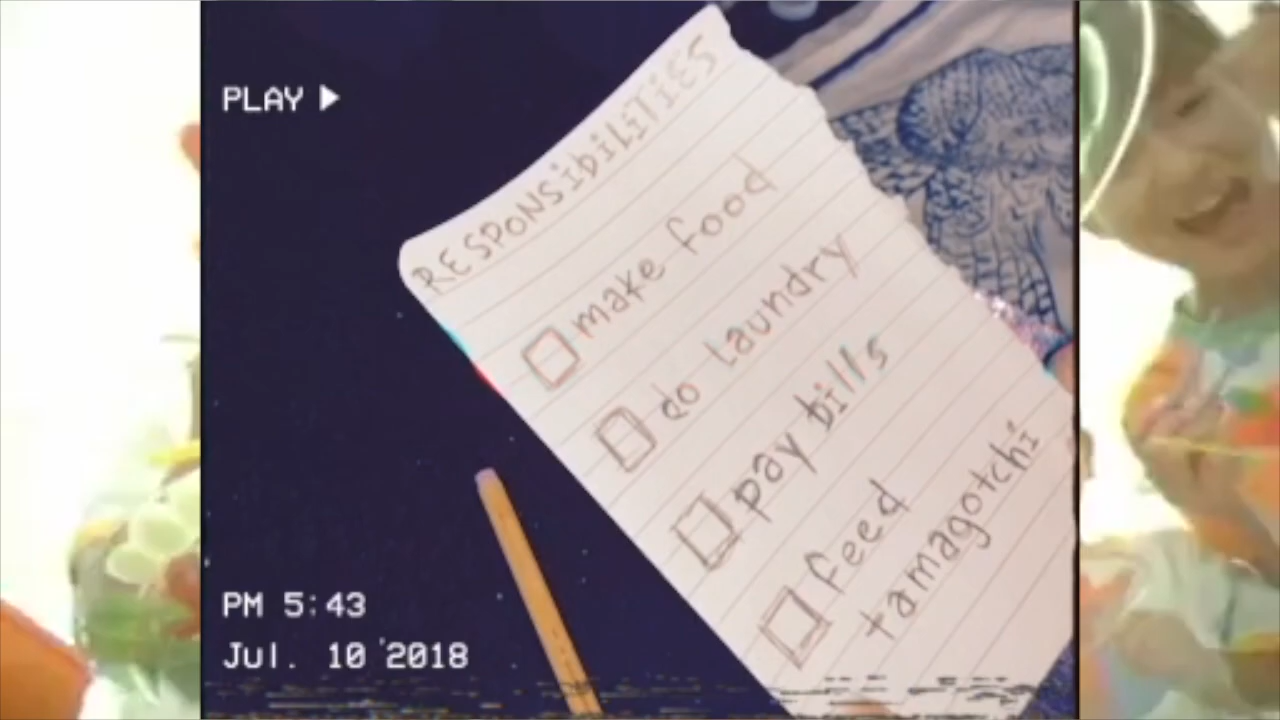 PLAY ▶
RESPONSibiLiTiES
make food
do laundry
pay bills
feed
tamagotchi
PM 5:43
Jul. 10 '2018